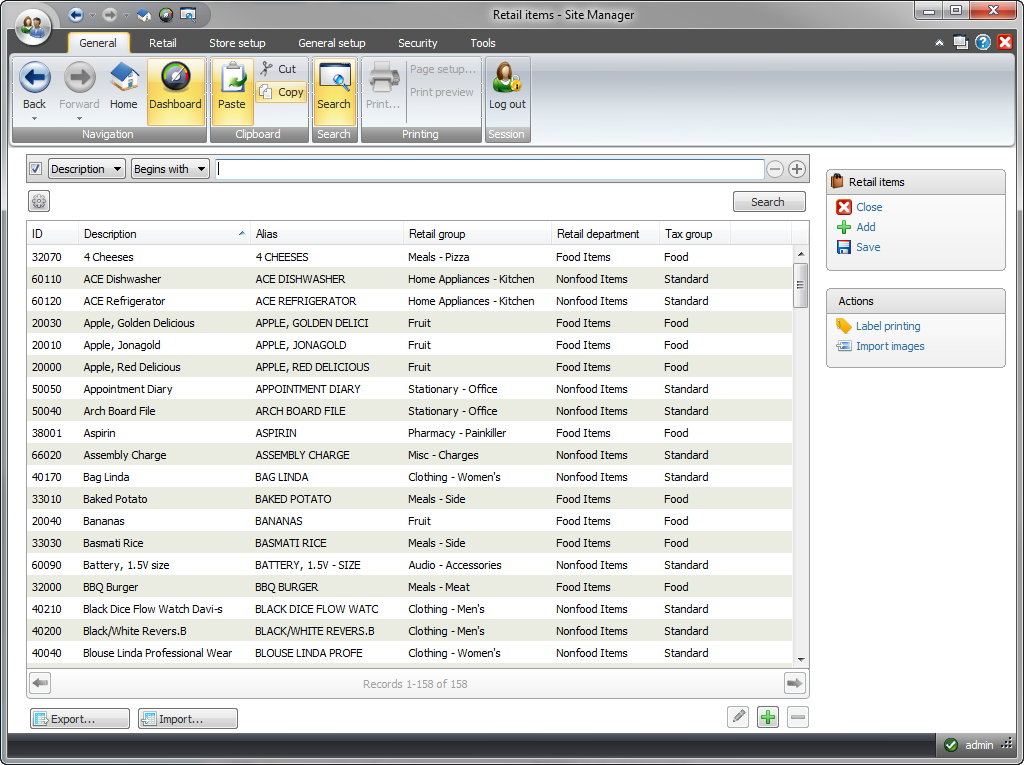 Retail items - Site Manager
General Retail Store setup General setup Security Tools
Back Forward Home Dashboard Paste Cut Copy Search Print... Page setup... Print preview Log out
Navigation Clipboard Search Printing Session
Description Begins with
Search
ID Description Alias Retail group Retail department Tax group
32070 4 Cheeses 4 CHEESES Meals - Pizza Food Items Food
60110 ACE Dishwasher ACE DISHWASHER Home Appliances - Kitchen Nonfood Items Standard
60120 ACE Refrigerator ACE REFRIGERATOR Home Appliances - Kitchen Nonfood Items Standard
20030 Apple, Golden Delicious APPLE, GOLDEN DELICI Fruit Food Items Food
20010 Apple, Jonagold APPLE, JONAGOLD Fruit Food Items Food
20000 Apple, Red Delicious APPLE, RED DELICIOUS Fruit Food Items Food
50050 Appointment Diary APPOINTMENT DIARY Stationary - Office Nonfood Items Standard
50040 Arch Board File ARCH BOARD FILE Stationary - Office Nonfood Items Standard
38001 Aspirin ASPIRIN Pharmacy - Painkiller Food Items Food
66020 Assembly Charge ASSEMBLY CHARGE Misc - Charges Nonfood Items Standard
40170 Bag Linda BAG LINDA Clothing - Women's Nonfood Items Standard
33010 Baked Potato BAKED POTATO Meals - Side Food Items Food
20040 Bananas BANANAS Fruit Food Items Food
33030 Basmati Rice BASMATI RICE Meals - Side Food Items Food
60090 Battery, 1.5V size BATTERY, 1.5V - SIZE Audio - Accessories Nonfood Items Standard
32000 BBQ Burger BBQ BURGER Meals - Meat Food Items Food
40210 Black Dice Flow Watch Davi-s BLACK DICE FLOW WATC Clothing - Men's Nonfood Items Standard
40200 Black/White Revers.B BLACK/WHITE REVERS.B Clothing - Men's Nonfood Items Standard
40040 Blouse Linda Professional Wear BLOUSE LINDA PROFE Clothing - Women's Nonfood Items Standard
Records 1-158 of 158
Export... Import...
Retail items
Close
Add
Save
Actions
Label printing
Import images
admin